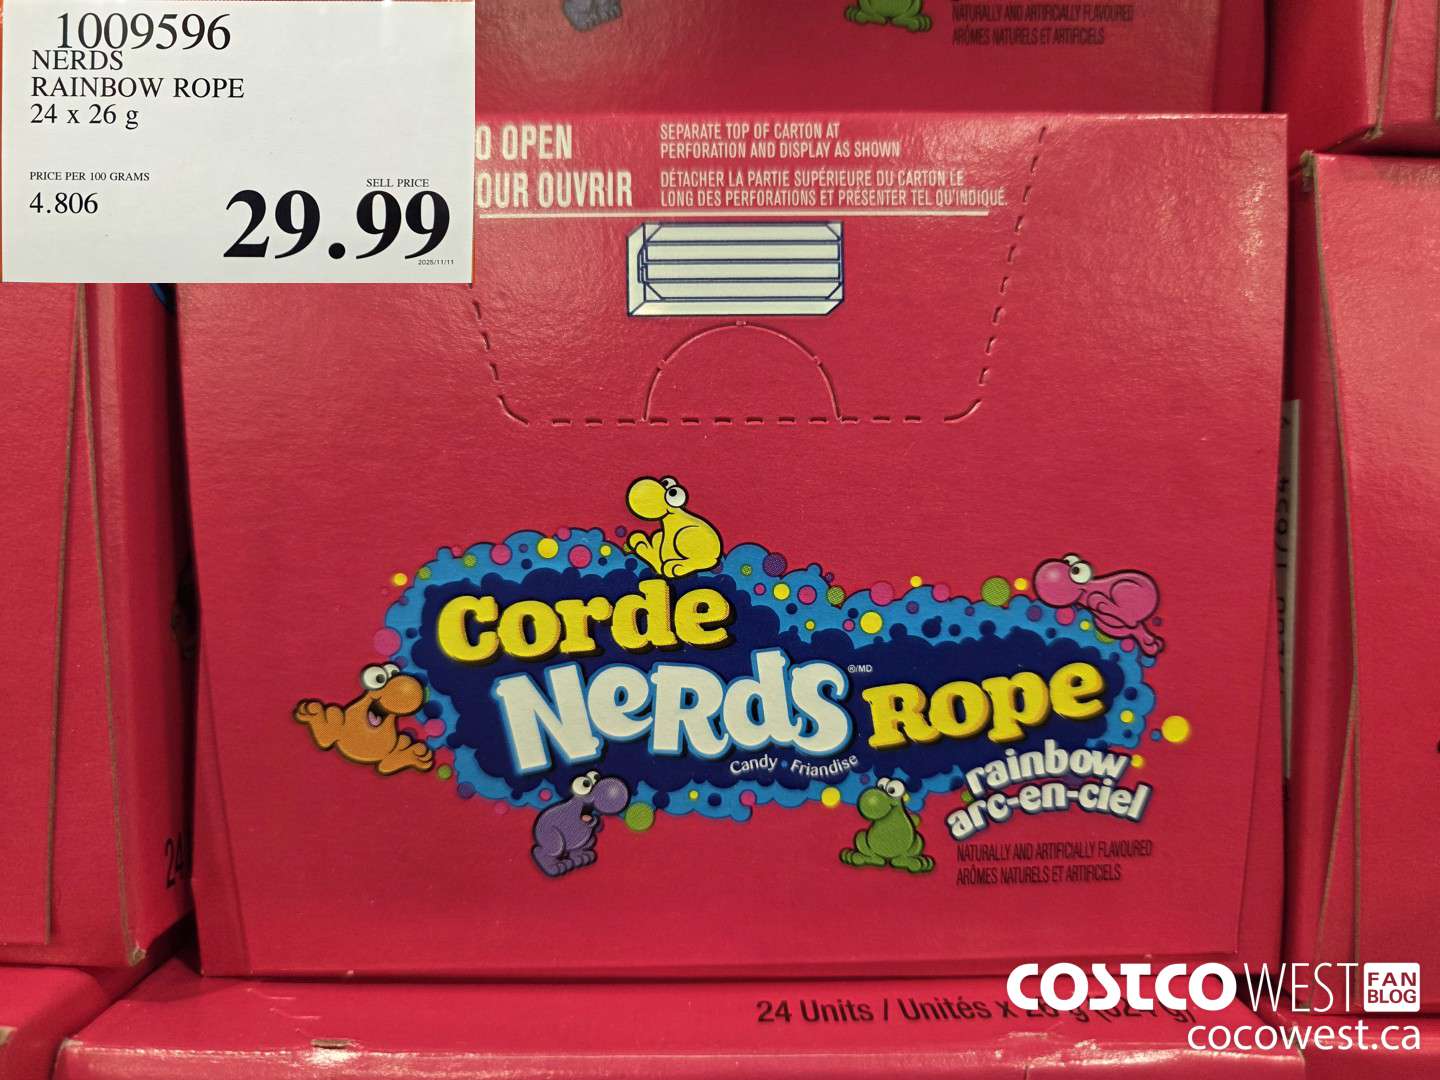 1009596
NERDS
RAINBOW ROPE
24 x 26 g
PRICE PER 100 GRAMS
4.806
SELL PRICE
29.99
2025/11/11
NATURALLY AND ARTIFICIALLY FLAVOURED
ARÔMES NATURELS ET ARTIFICIELS
O OPEN
OUR OUVRIR
SEPARATE TOP OF CARTON AT
PERFORATION AND DISPLAY AS SHOWN
DÉTACHER LA PARTIE SUPÉRIEURE DU CARTON LE
LONG DES PERFORATIONS ET PRÉSENTER TEL QU'INDIQUÉ.
Corde
NeRdS ®/MD
Rope
Candy • Friandise
rainbow
arc-en-ciel
NATURALLY AND ARTIFICIALLY FLAVOURED
ARÔMES NATURELS ET ARTIFICIELS
24
24 Units / Unités x
COSTCO WEST FAN BLOG
cocowest.ca